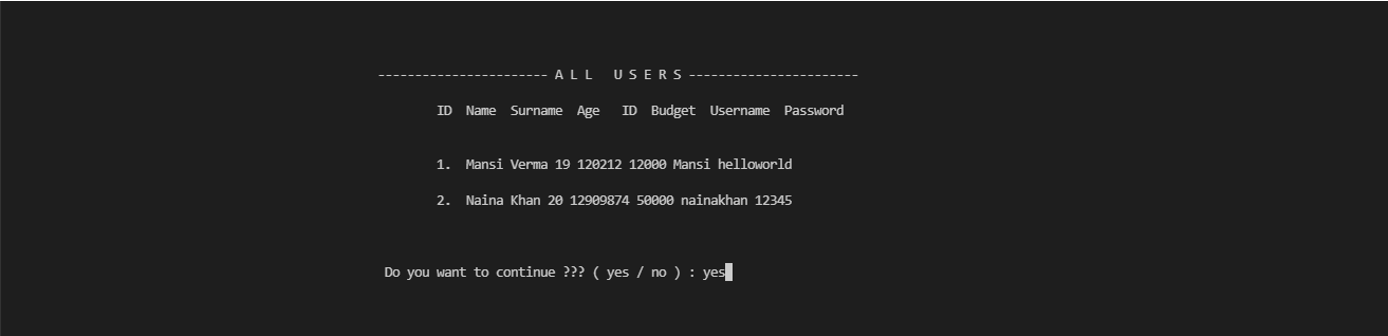 ----------------------- A L L   U S E R S -----------------------
ID  Name  Surname  Age   ID  Budget  Username  Password
1.  Mansi Verma 19 120212 12000 Mansi helloworld
2.  Naina Khan 20 12909874 50000 nainakhan 12345
Do you want to continue ??? ( yes / no ) : yes